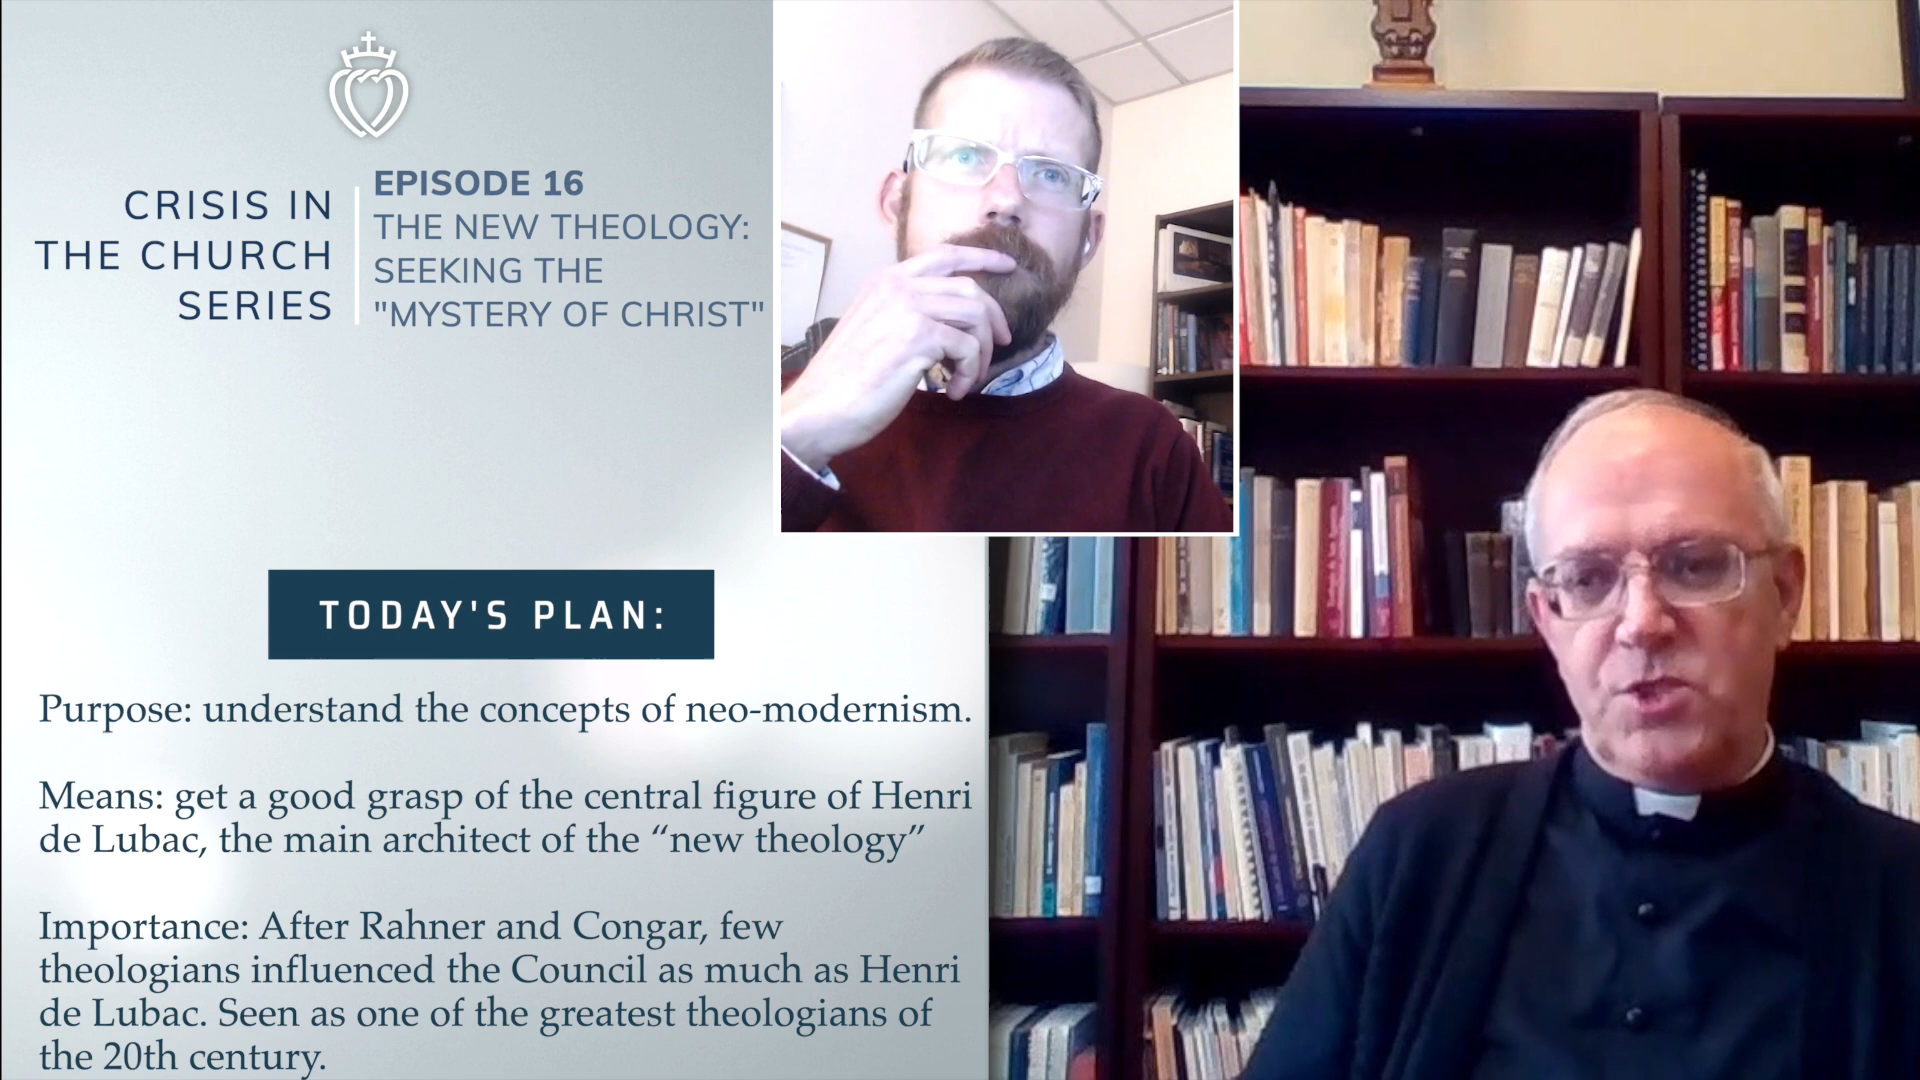 CRISIS IN
THE CHURCH
SERIES
EPISODE 16
THE NEW THEOLOGY:
SEEKING THE
"MYSTERY OF CHRIST"
TODAY'S PLAN:
Purpose: understand the concepts of neo-modernism.
Means: get a good grasp of the central figure of Henri
de Lubac, the main architect of the “new theology”
Importance: After Rahner and Congar, few
theologians influenced the Council as much as Henri
de Lubac. Seen as one of the greatest theologians of
the 20th century.